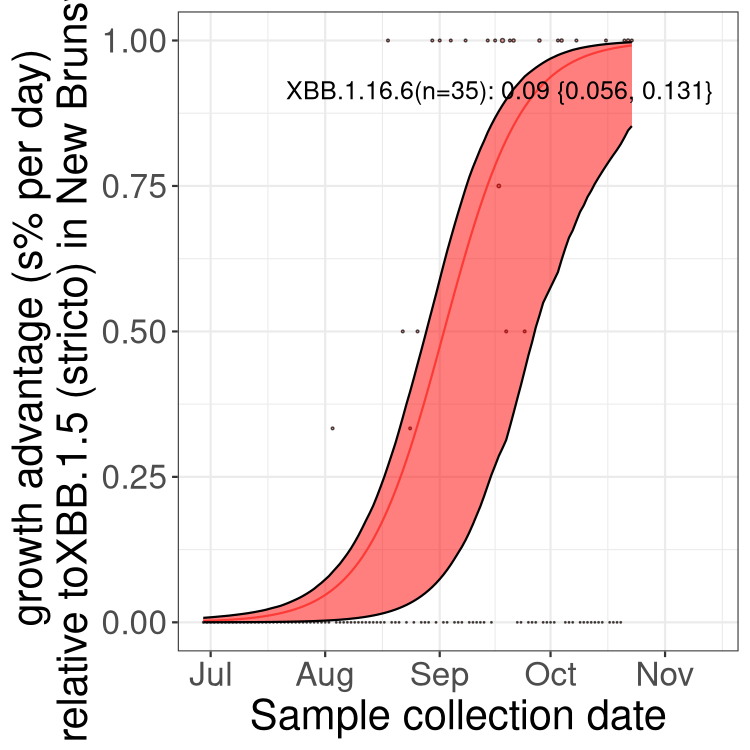 growth advantage (s% per day)
relative toXBB.1.5 (stricto) in New Bruns
1.00
0.75
0.50
0.25
0.00
XBB.1.16.6(n=35): 0.09 {0.056, 0.131}
Jul Aug Sep Oct Nov
Sample collection date